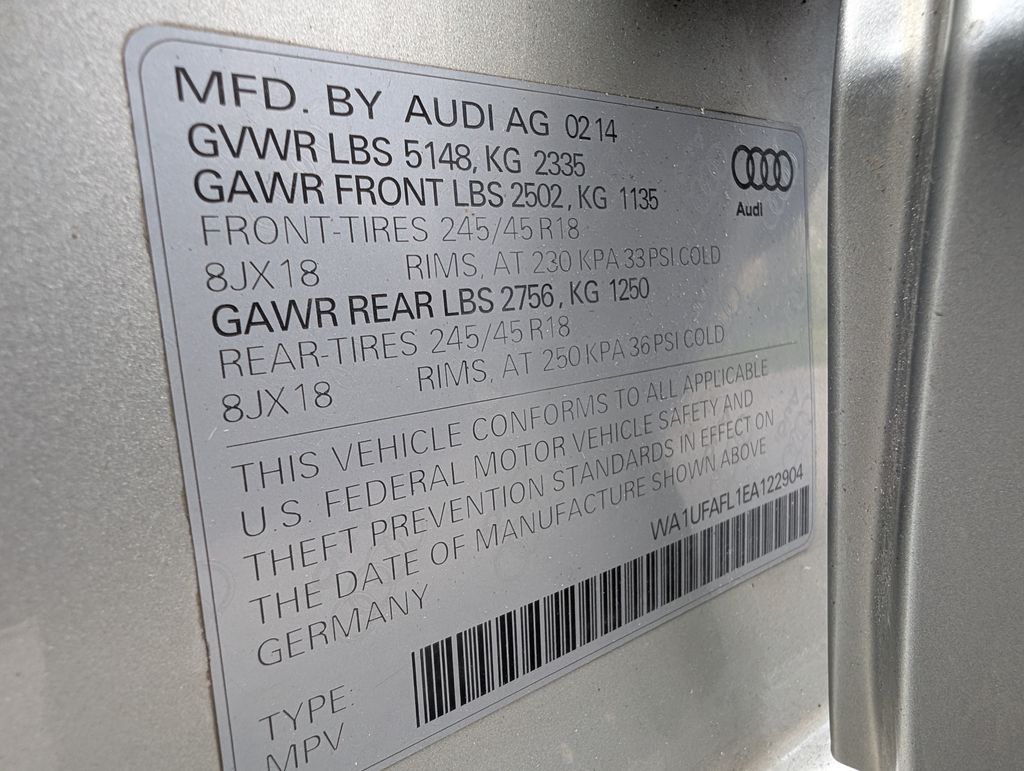 MFD. BY AUDI AG 02 14
GVWR LBS 5148, KG 2335
GAWR FRONT LBS 2502, KG 1135
FRONT-TIRES 245/45 R18
8JX18 RIMS, AT 230 KPA 33 PSI COLD
GAWR REAR LBS 2756, KG 1250
REAR-TIRES 245/45 R18
8JX18 RIMS, AT 250 KPA 36 PSI COLD
Audi
THIS VEHICLE CONFORMS TO ALL APPLICABLE
U.S. FEDERAL MOTOR VEHICLE SAFETY AND
THEFT PREVENTION STANDARDS IN EFFECT ON
THE DATE OF MANUFACTURE SHOWN ABOVE
GERMANY
WA1UFAFL1EA122904
TYPE:
MPV